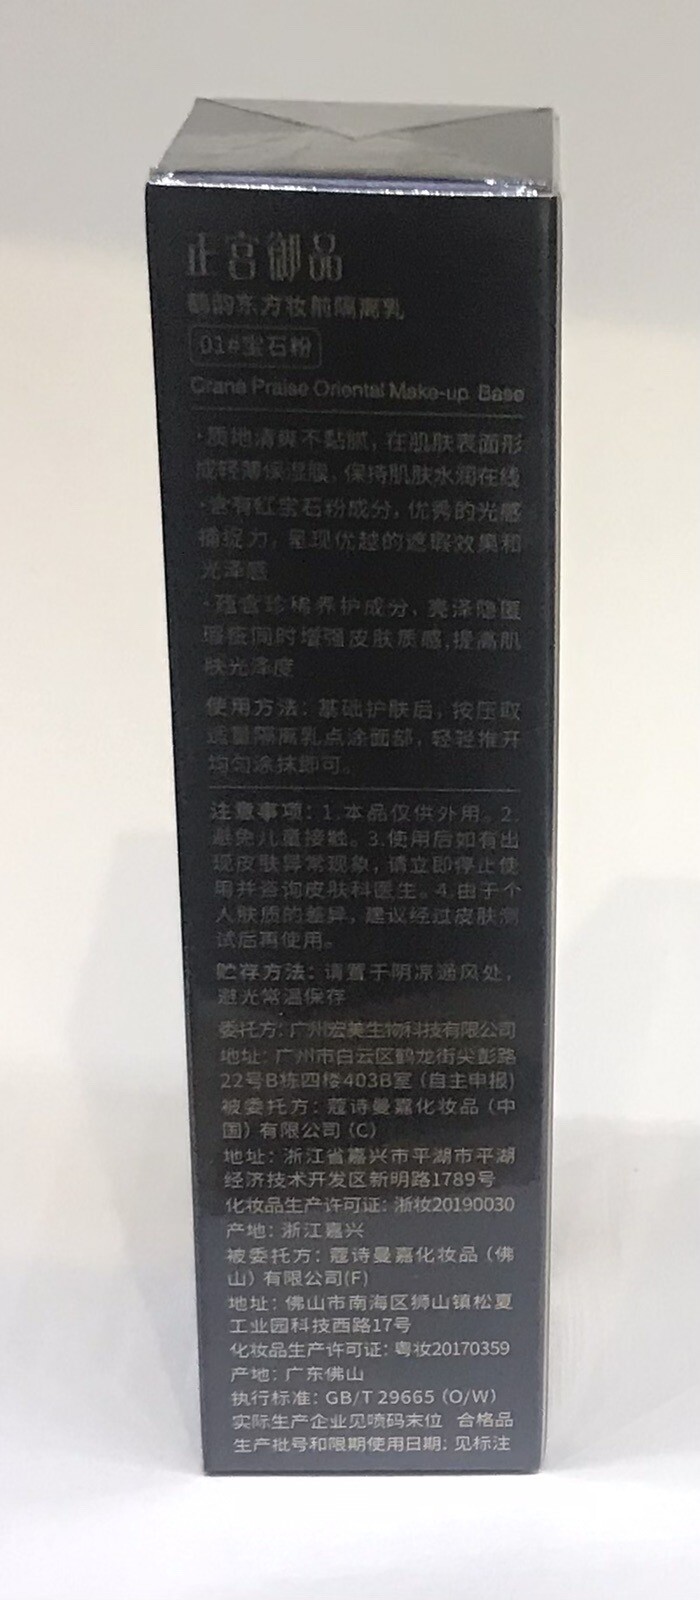 正宫御品
鹤韵东方妆前隔离乳
01#宝石粉
Crane Praise Oriental Make-up Base
·质地清爽不黏腻，在肌肤表面形
成轻薄保湿膜，保持肌肤水润在线
·含有红宝石粉成分，优秀的光感
捕捉力，呈现优越的遮瑕效果和
光泽感
·蕴含珍稀养护成分，亮泽隐匿
瑕疵同时增强皮肤质感，提高肌
肤光泽度
使用方法：基础护肤后，按压取
适量隔离乳点涂面部，轻轻推开
均匀涂抹即可。
注意事项：1.本品仅供外用。2.
避免儿童接触。3.使用后如有出
现皮肤异常现象，请立即停止使
用并咨询皮肤科医生。4.由于个
人肤质的差异，建议经过皮肤测
试后再使用。
贮存方法：请置于阴凉通风处，
避光常温保存
委托方：广州宏美生物科技有限公司
地址：广州市白云区鹤龙街尖彭路
22号B栋四楼403B室（自主申报）
被委托方：蔻诗曼嘉化妆品（中
国）有限公司（C）
地址：浙江省嘉兴市平湖市平湖
经济技术开发区新明路1789号
化妆品生产许可证：浙妆20190030
产地：浙江嘉兴
被委托方：蔻诗曼嘉化妆品（佛
山）有限公司(F)
地址：佛山市南海区狮山镇松夏
工业园科技西路17号
化妆品生产许可证：粤妆20170359
产地：广东佛山
执行标准：GB/T 29665（O/W）
实际生产企业见喷码末位 合格品
生产批号和限期使用日期：见标注